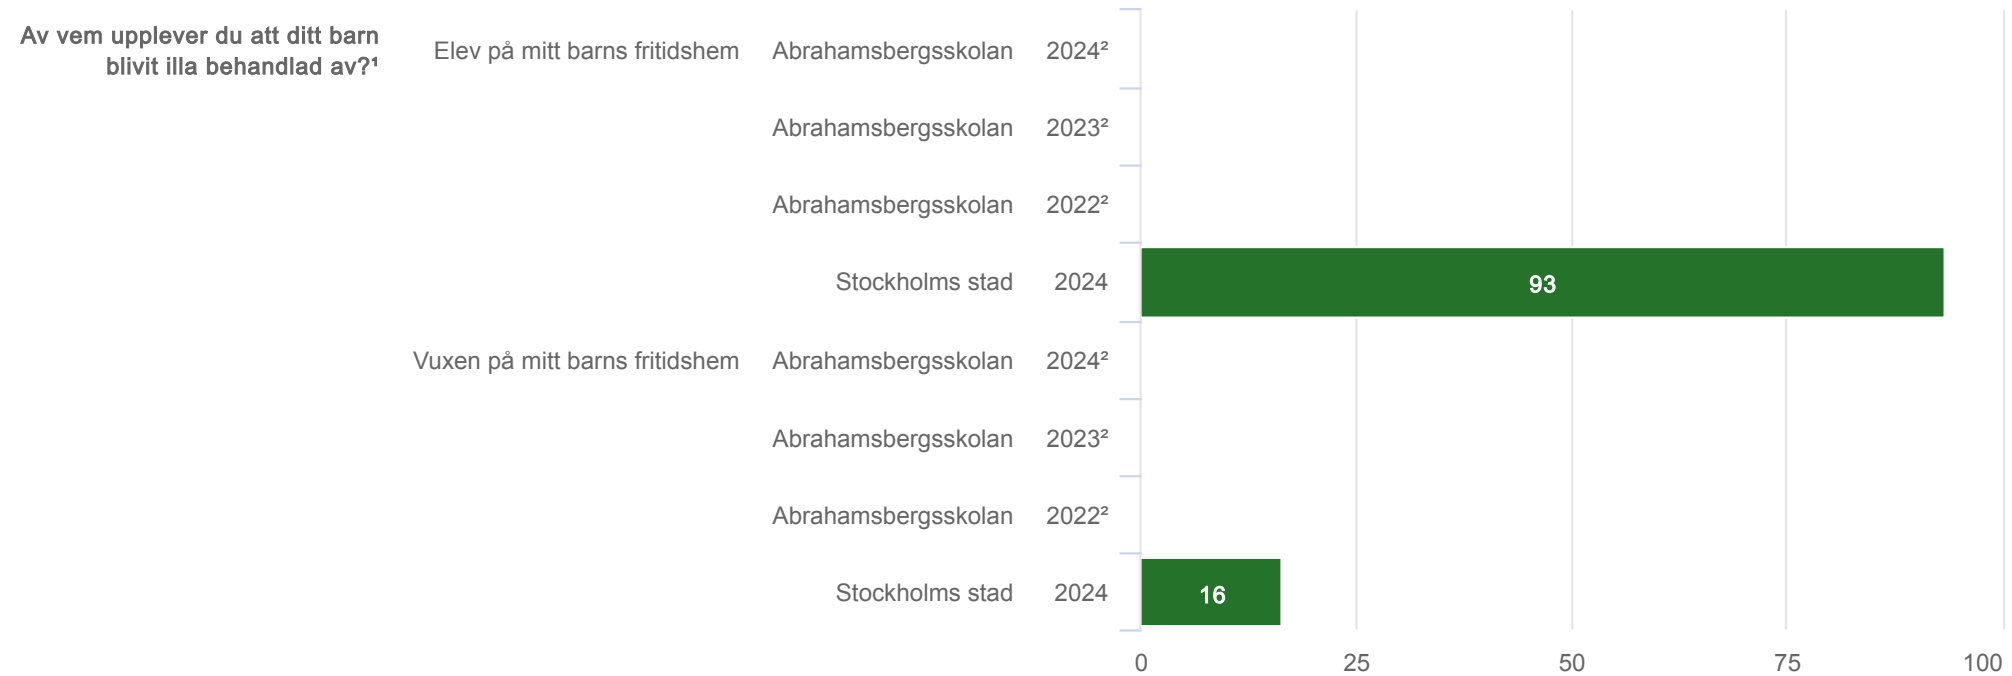 Av vem upplever du att ditt barn
blivit illa behandlad av?¹
Elev på mitt barns fritidshem Abrahamsbergsskolan 2024²
Abrahamsbergsskolan 2023²
Abrahamsbergsskolan 2022²
Stockholms stad 2024 93
Vuxen på mitt barns fritidshem Abrahamsbergsskolan 2024²
Abrahamsbergsskolan 2023²
Abrahamsbergsskolan 2022²
Stockholms stad 2024 16
0 25 50 75 100